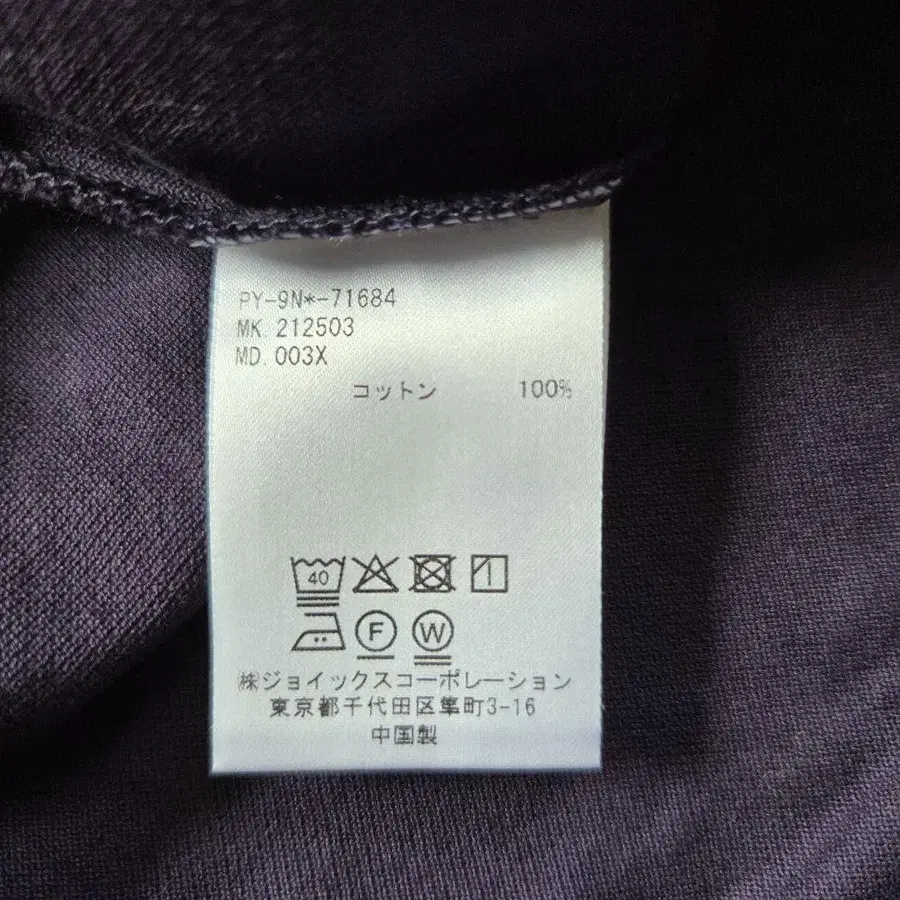 PY-9N*-71684
MK. 212503
MD. 003X
コットン 100%
40
F W
㈱ジョイックスコーポレーション
東京都千代田区隼町3-16
中国製